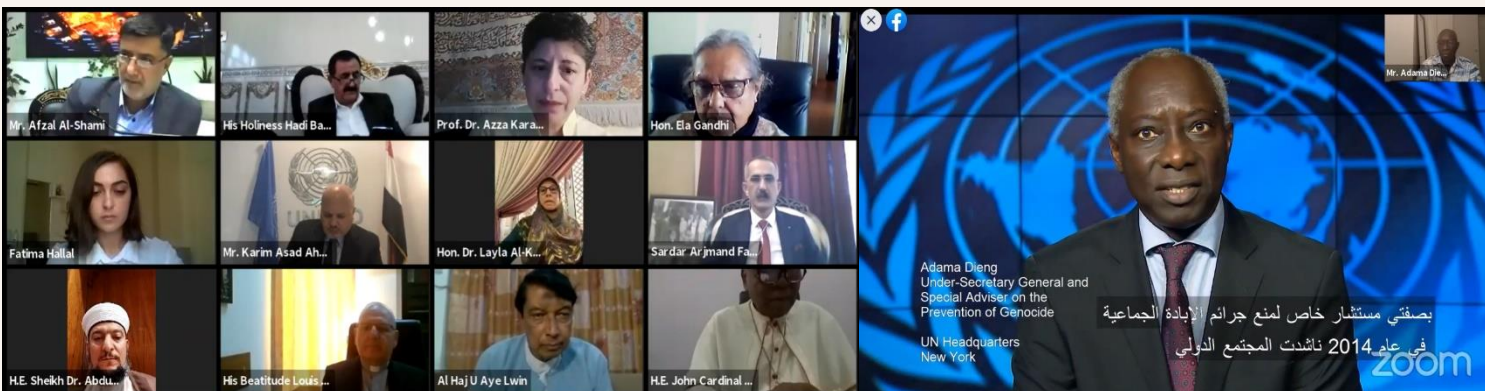 Mr. Afzal Al-Shami
His Holiness Hadi Ba...
Prof. Dr. Azza Kara...
Hon. Ela Gandhi
Fatima Hallal
Mr. Karim Asad Ah...
Hon. Dr. Layla Al-K...
Sardar Arjmand Fa...
H.E. Sheikh Dr. Abdu...
His Beatitude Louis ...
Al Haj U Aye Lwin
H.E. John Cardinal ...
Mr. Adama Die...
Adama Dieng
Under-Secretary General and
Special Adviser on the
Prevention of Genocide
UN Headquarters
New York
بصفتي مستشار خاص لمنع جرائم الإبادة الجماعية
في عام 2014 ناشدت المجتمع الدولي
zoom